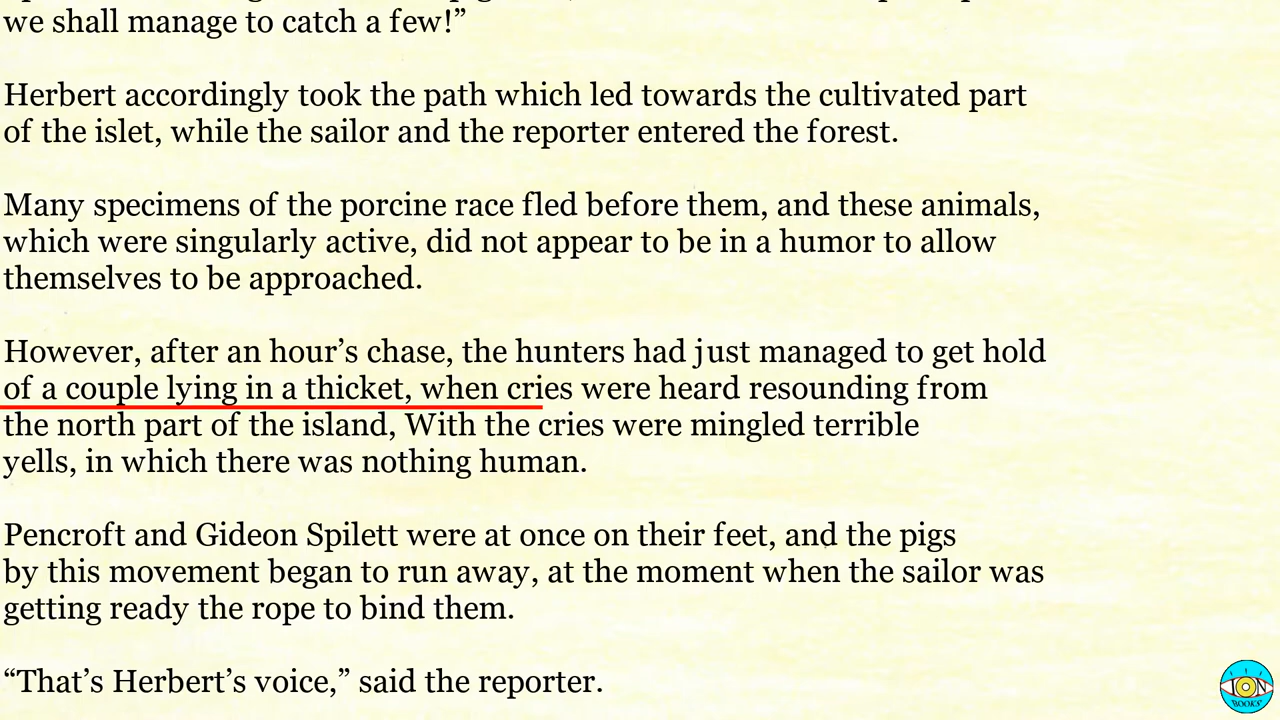 we shall manage to catch a few!”
Herbert accordingly took the path which led towards the cultivated part
of the islet, while the sailor and the reporter entered the forest.
Many specimens of the porcine race fled before them, and these animals,
which were singularly active, did not appear to be in a humor to allow
themselves to be approached.
However, after an hour’s chase, the hunters had just managed to get hold
of a couple lying in a thicket, when cries were heard resounding from
the north part of the island, With the cries were mingled terrible
yells, in which there was nothing human.
Pencroft and Gideon Spilett were at once on their feet, and the pigs
by this movement began to run away, at the moment when the sailor was
getting ready the rope to bind them.
“That’s Herbert’s voice,” said the reporter.
ION
BOOKS